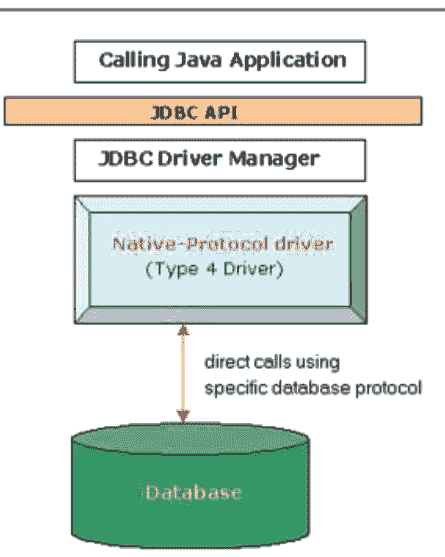 Calling Java Application
JDBC API
JDBC Driver Manager
Native-Protocol driver
(Type 4 Driver)
direct calls using
specific database protocol
Database